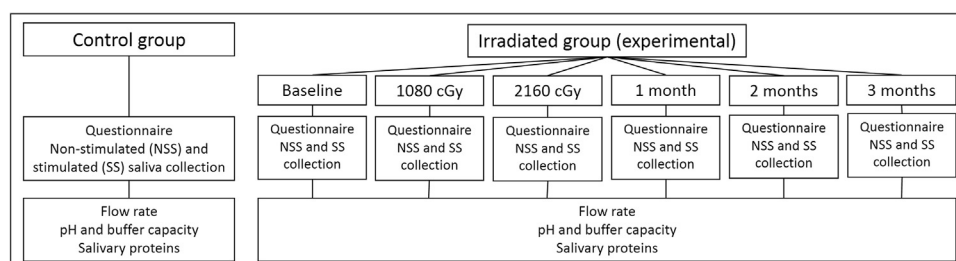 Control group
Questionnaire
Non-stimulated (NSS) and
stimulated (SS) saliva collection
Flow rate
pH and buffer capacity
Salivary proteins
Irradiated group (experimental)
Baseline
1080 cGy
2160 cGy
1 month
2 months
3 months
Questionnaire
NSS and SS
collection
Questionnaire
NSS and SS
collection
Questionnaire
NSS and SS
collection
Questionnaire
NSS and SS
collection
Questionnaire
NSS and SS
collection
Questionnaire
NSS and SS
collection
Flow rate
pH and buffer capacity
Salivary proteins